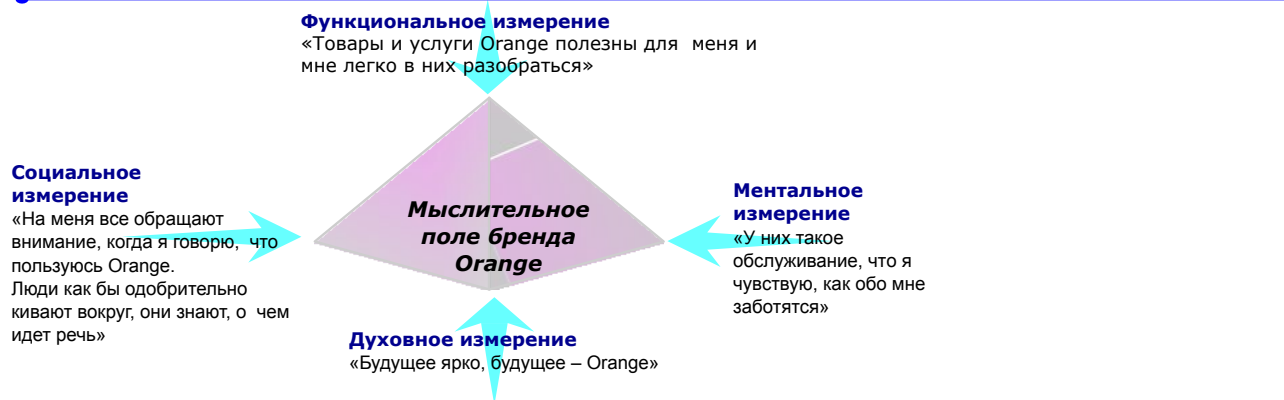 Функциональное измерение
«Товары и услуги Orange полезны для меня и
мне легко в них разобраться»
Социальное
измерение
«На меня все обращают
внимание, когда я говорю, что
пользуюсь Orange.
Люди как бы одобрительно
кивают вокруг, они знают, о чем
идет речь»
Мыслительное
поле бренда
Orange
Ментальное
измерение
«У них такое
обслуживание, что я
чувствую, как обо мне
заботятся»
Духовное измерение
«Будущее ярко, будущее – Orange»